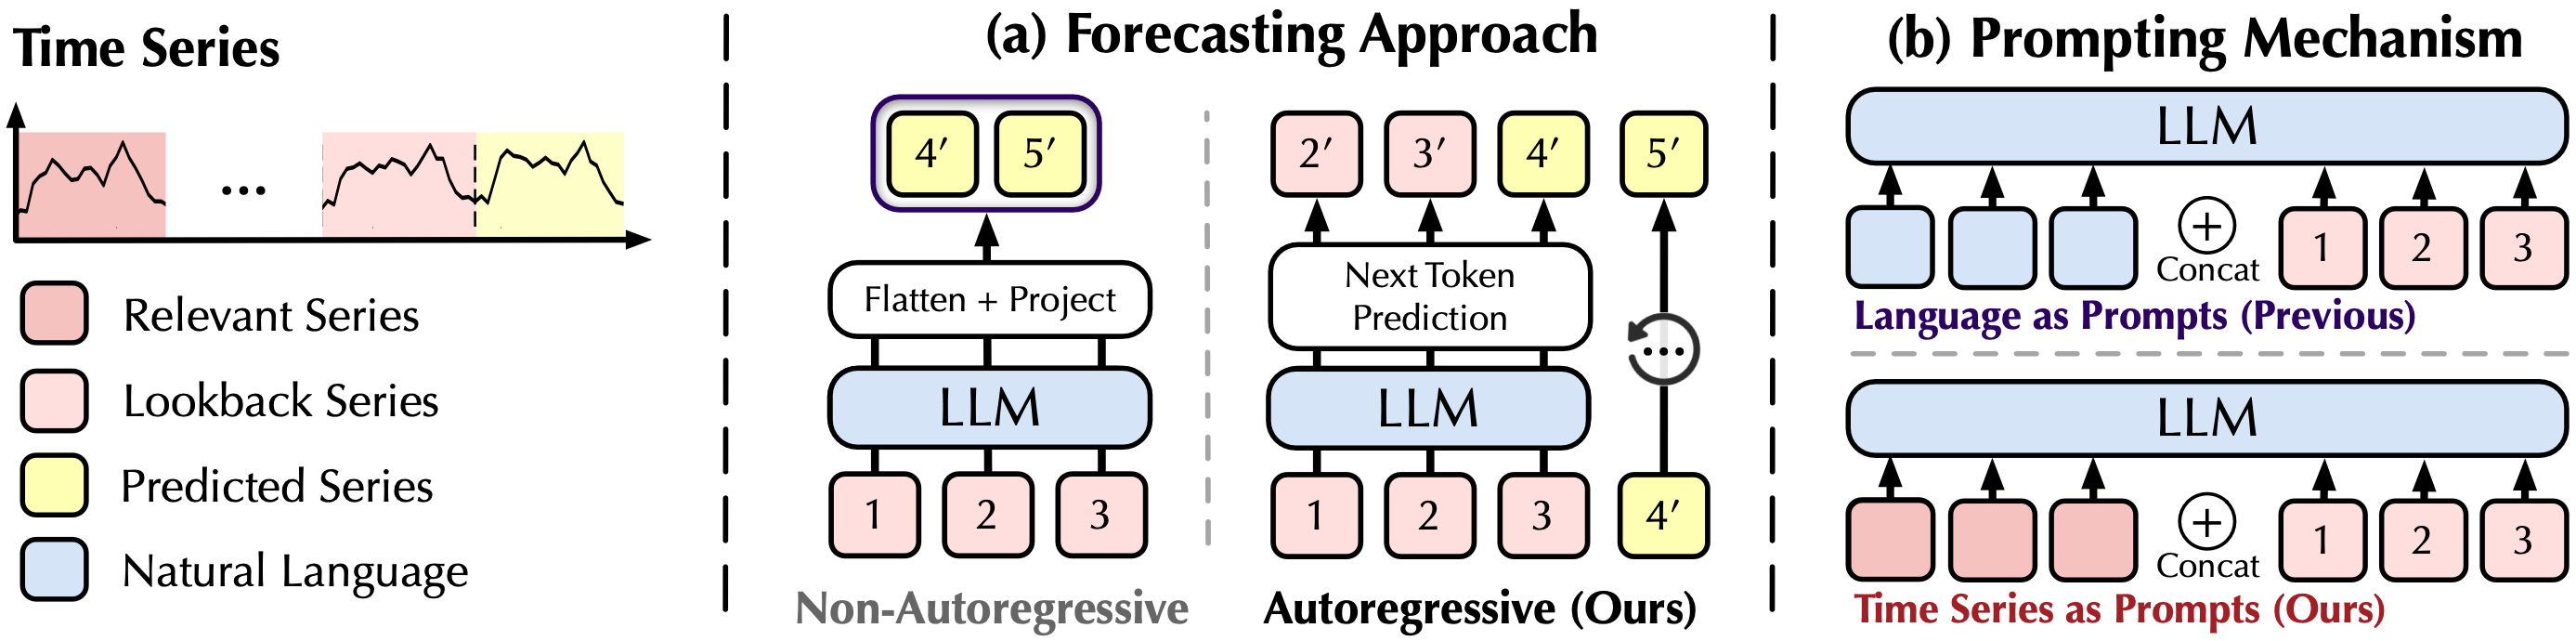 Time Series
...
Relevant Series
Lookback Series
Predicted Series
Natural Language
(a) Forecasting Approach
4′ 5′
Flatten + Project
LLM
1 2 3
Non-Autoregressive
2′ 3′ 4′ 5′
Next Token
Prediction
...
LLM
1 2 3 4′
Autoregressive (Ours)
(b) Prompting Mechanism
LLM
+ 1 2 3
Concat
Language as Prompts (Previous)
LLM
+ 1 2 3
Concat
Time Series as Prompts (Ours)